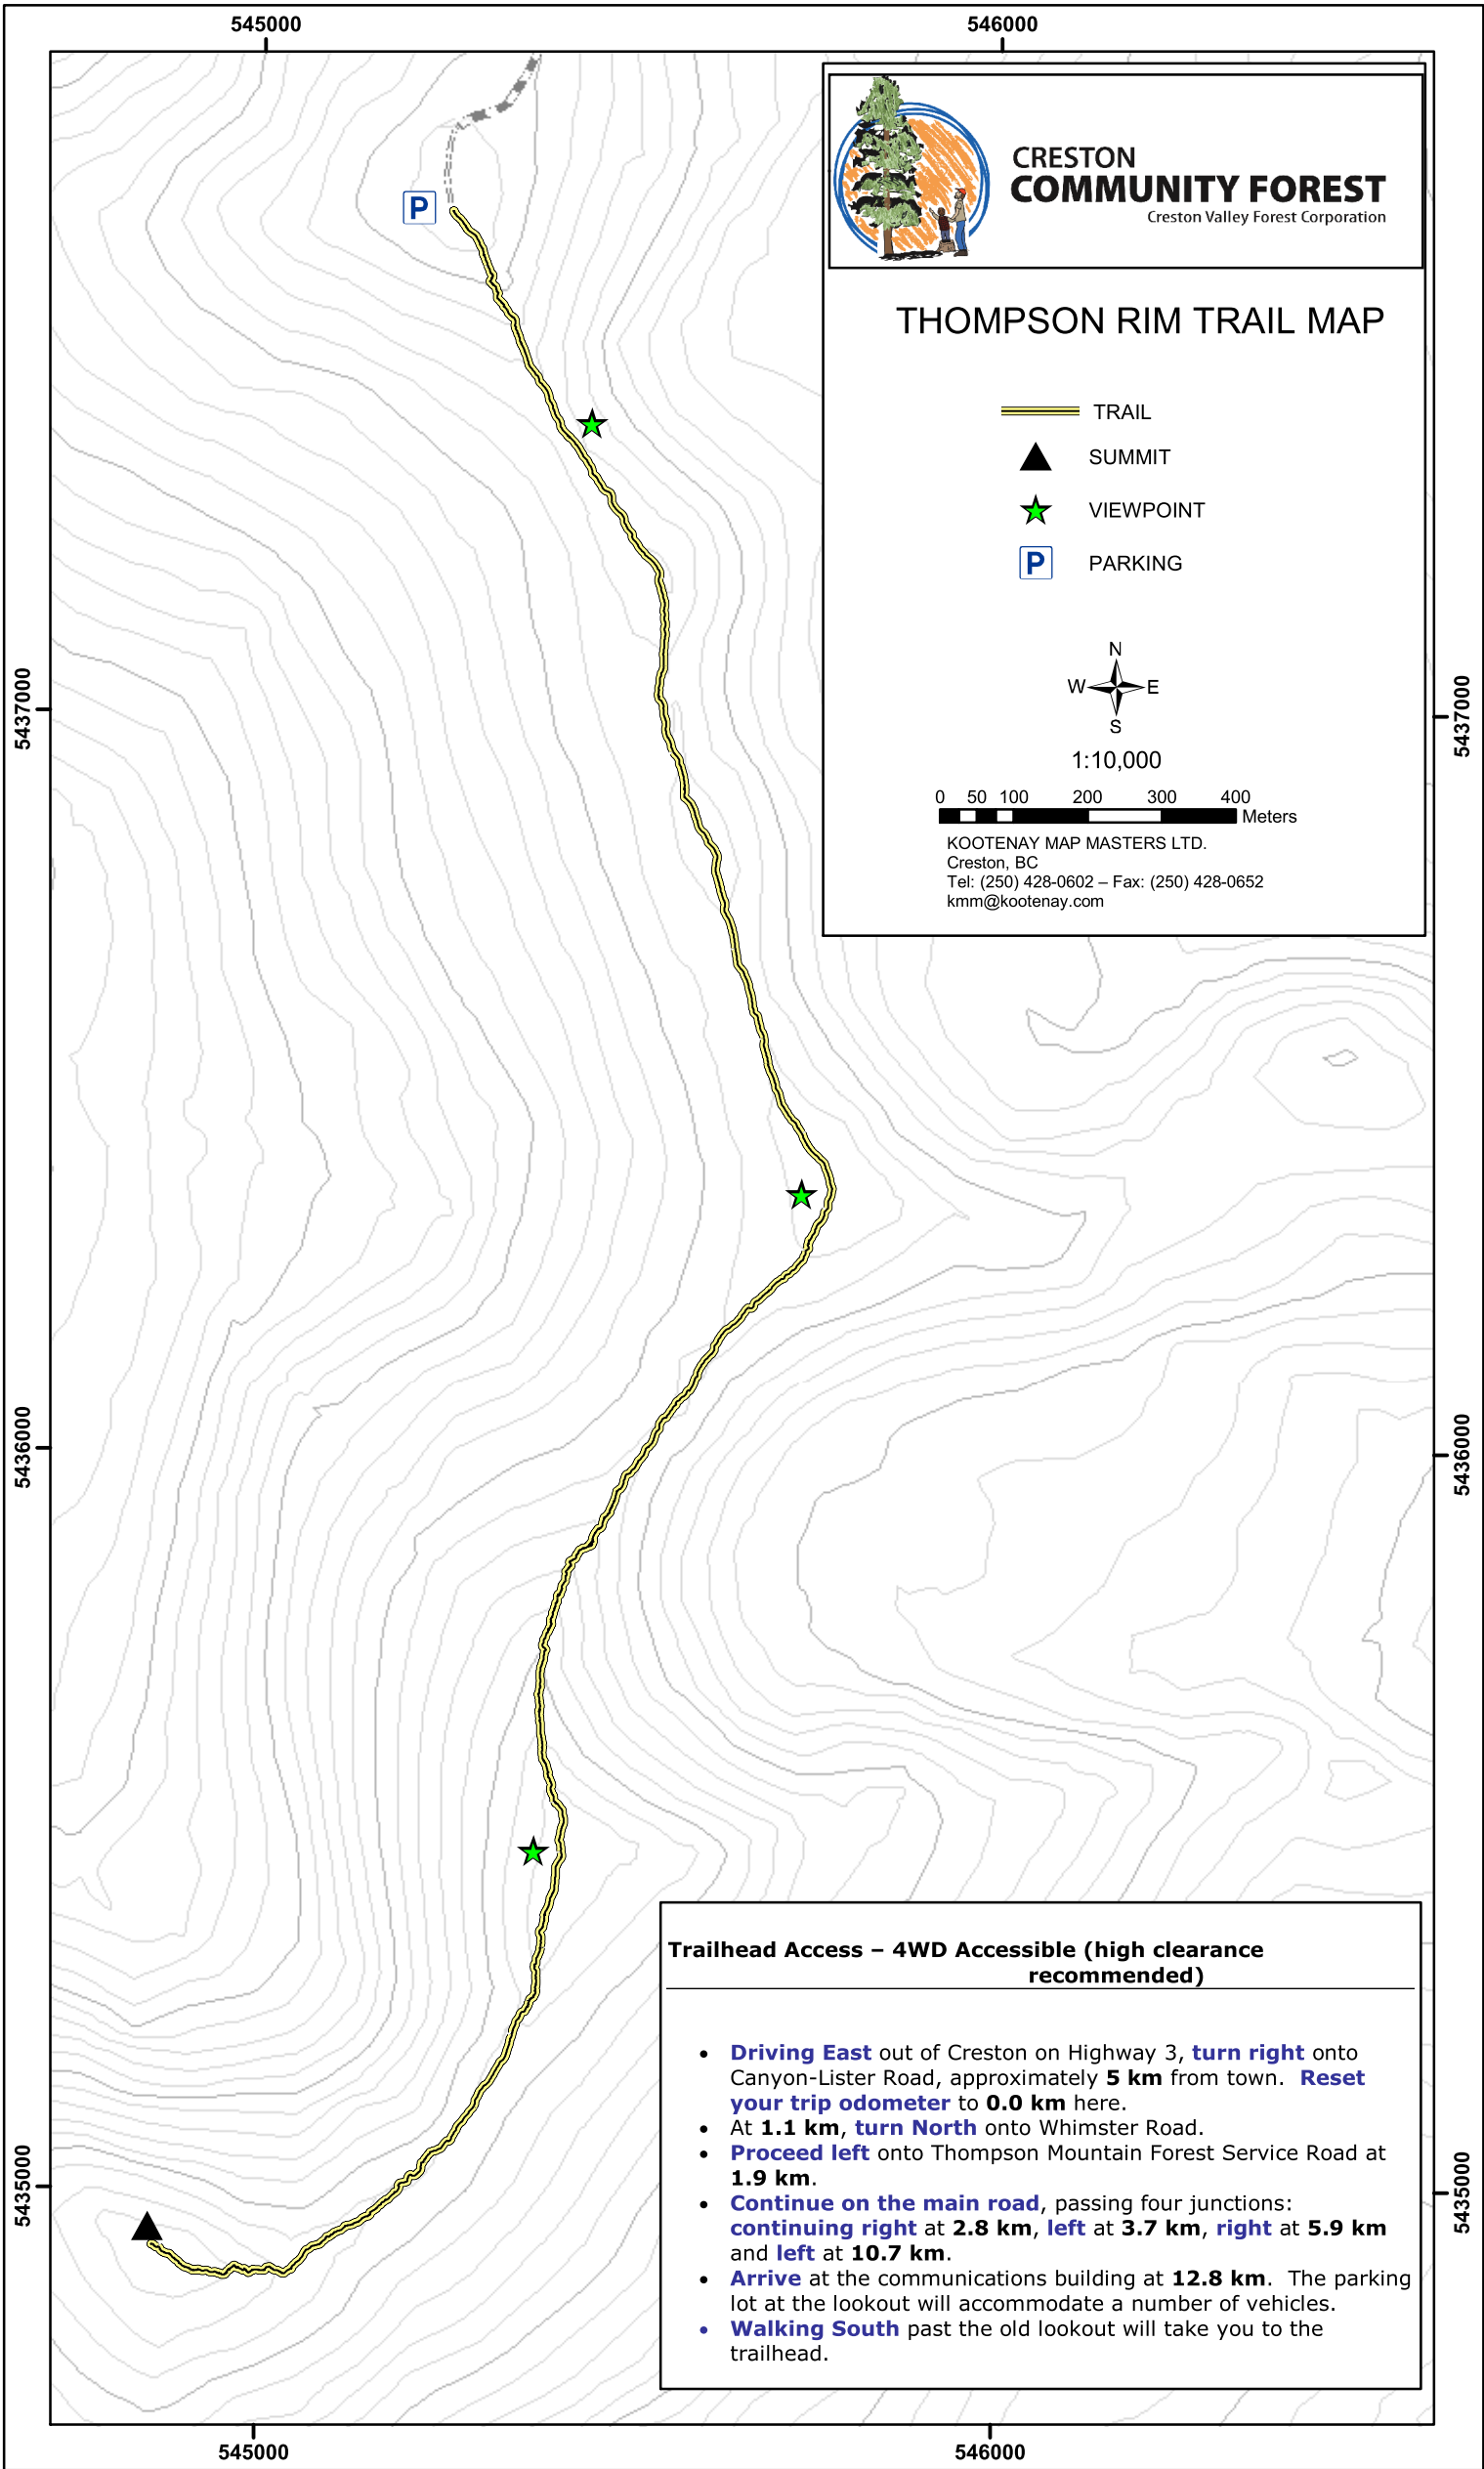 545000
546000
P
CRESTON
COMMUNITY FOREST
Creston Valley Forest Corporation
THOMPSON RIM TRAIL MAP
TRAIL
SUMMIT
VIEWPOINT
P PARKING
N
W E
S
1:10,000
0 50 100 200 300 400
Meters
KOOTENAY MAP MASTERS LTD.
Creston, BC
Tel: (250) 428-0602 – Fax: (250) 428-0652
kmm@kootenay.com
5437000
5437000
5436000
5436000
5435000
5435000
Trailhead Access – 4WD Accessible (high clearance
recommended)
• Driving East out of Creston on Highway 3, turn right onto
Canyon-Lister Road, approximately 5 km from town. Reset
your trip odometer to 0.0 km here.
• At 1.1 km, turn North onto Whimster Road.
• Proceed left onto Thompson Mountain Forest Service Road at
1.9 km.
• Continue on the main road, passing four junctions:
continuing right at 2.8 km, left at 3.7 km, right at 5.9 km
and left at 10.7 km.
• Arrive at the communications building at 12.8 km. The parking
lot at the lookout will accommodate a number of vehicles.
• Walking South past the old lookout will take you to the
trailhead.
545000
546000